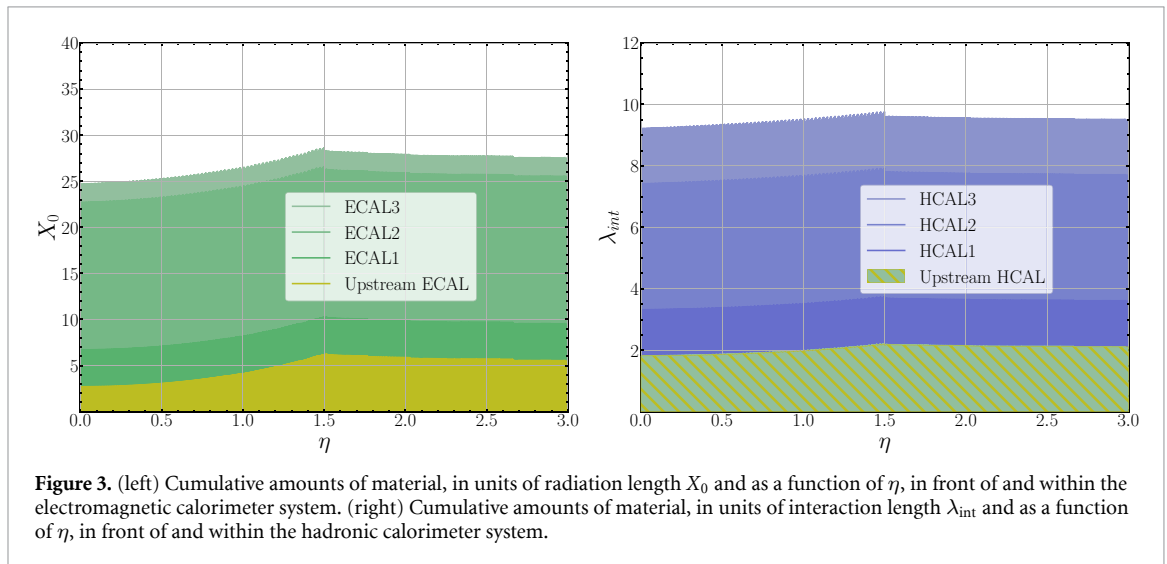 40
35
30
25
20
15
10
5
X₀
0.0 0.5 1.0 1.5 2.0 2.5 3.0
η
ECAL3
ECAL2
ECAL1
Upstream ECAL
12
10
8
6
4
2
λint
0.0 0.5 1.0 1.5 2.0 2.5 3.0
η
HCAL3
HCAL2
HCAL1
Upstream HCAL
Figure 3. (left) Cumulative amounts of material, in units of radiation length X₀ and as a function of η, in front of and within the
electromagnetic calorimeter system. (right) Cumulative amounts of material, in units of interaction length λint and as a function
of η, in front of and within the hadronic calorimeter system.